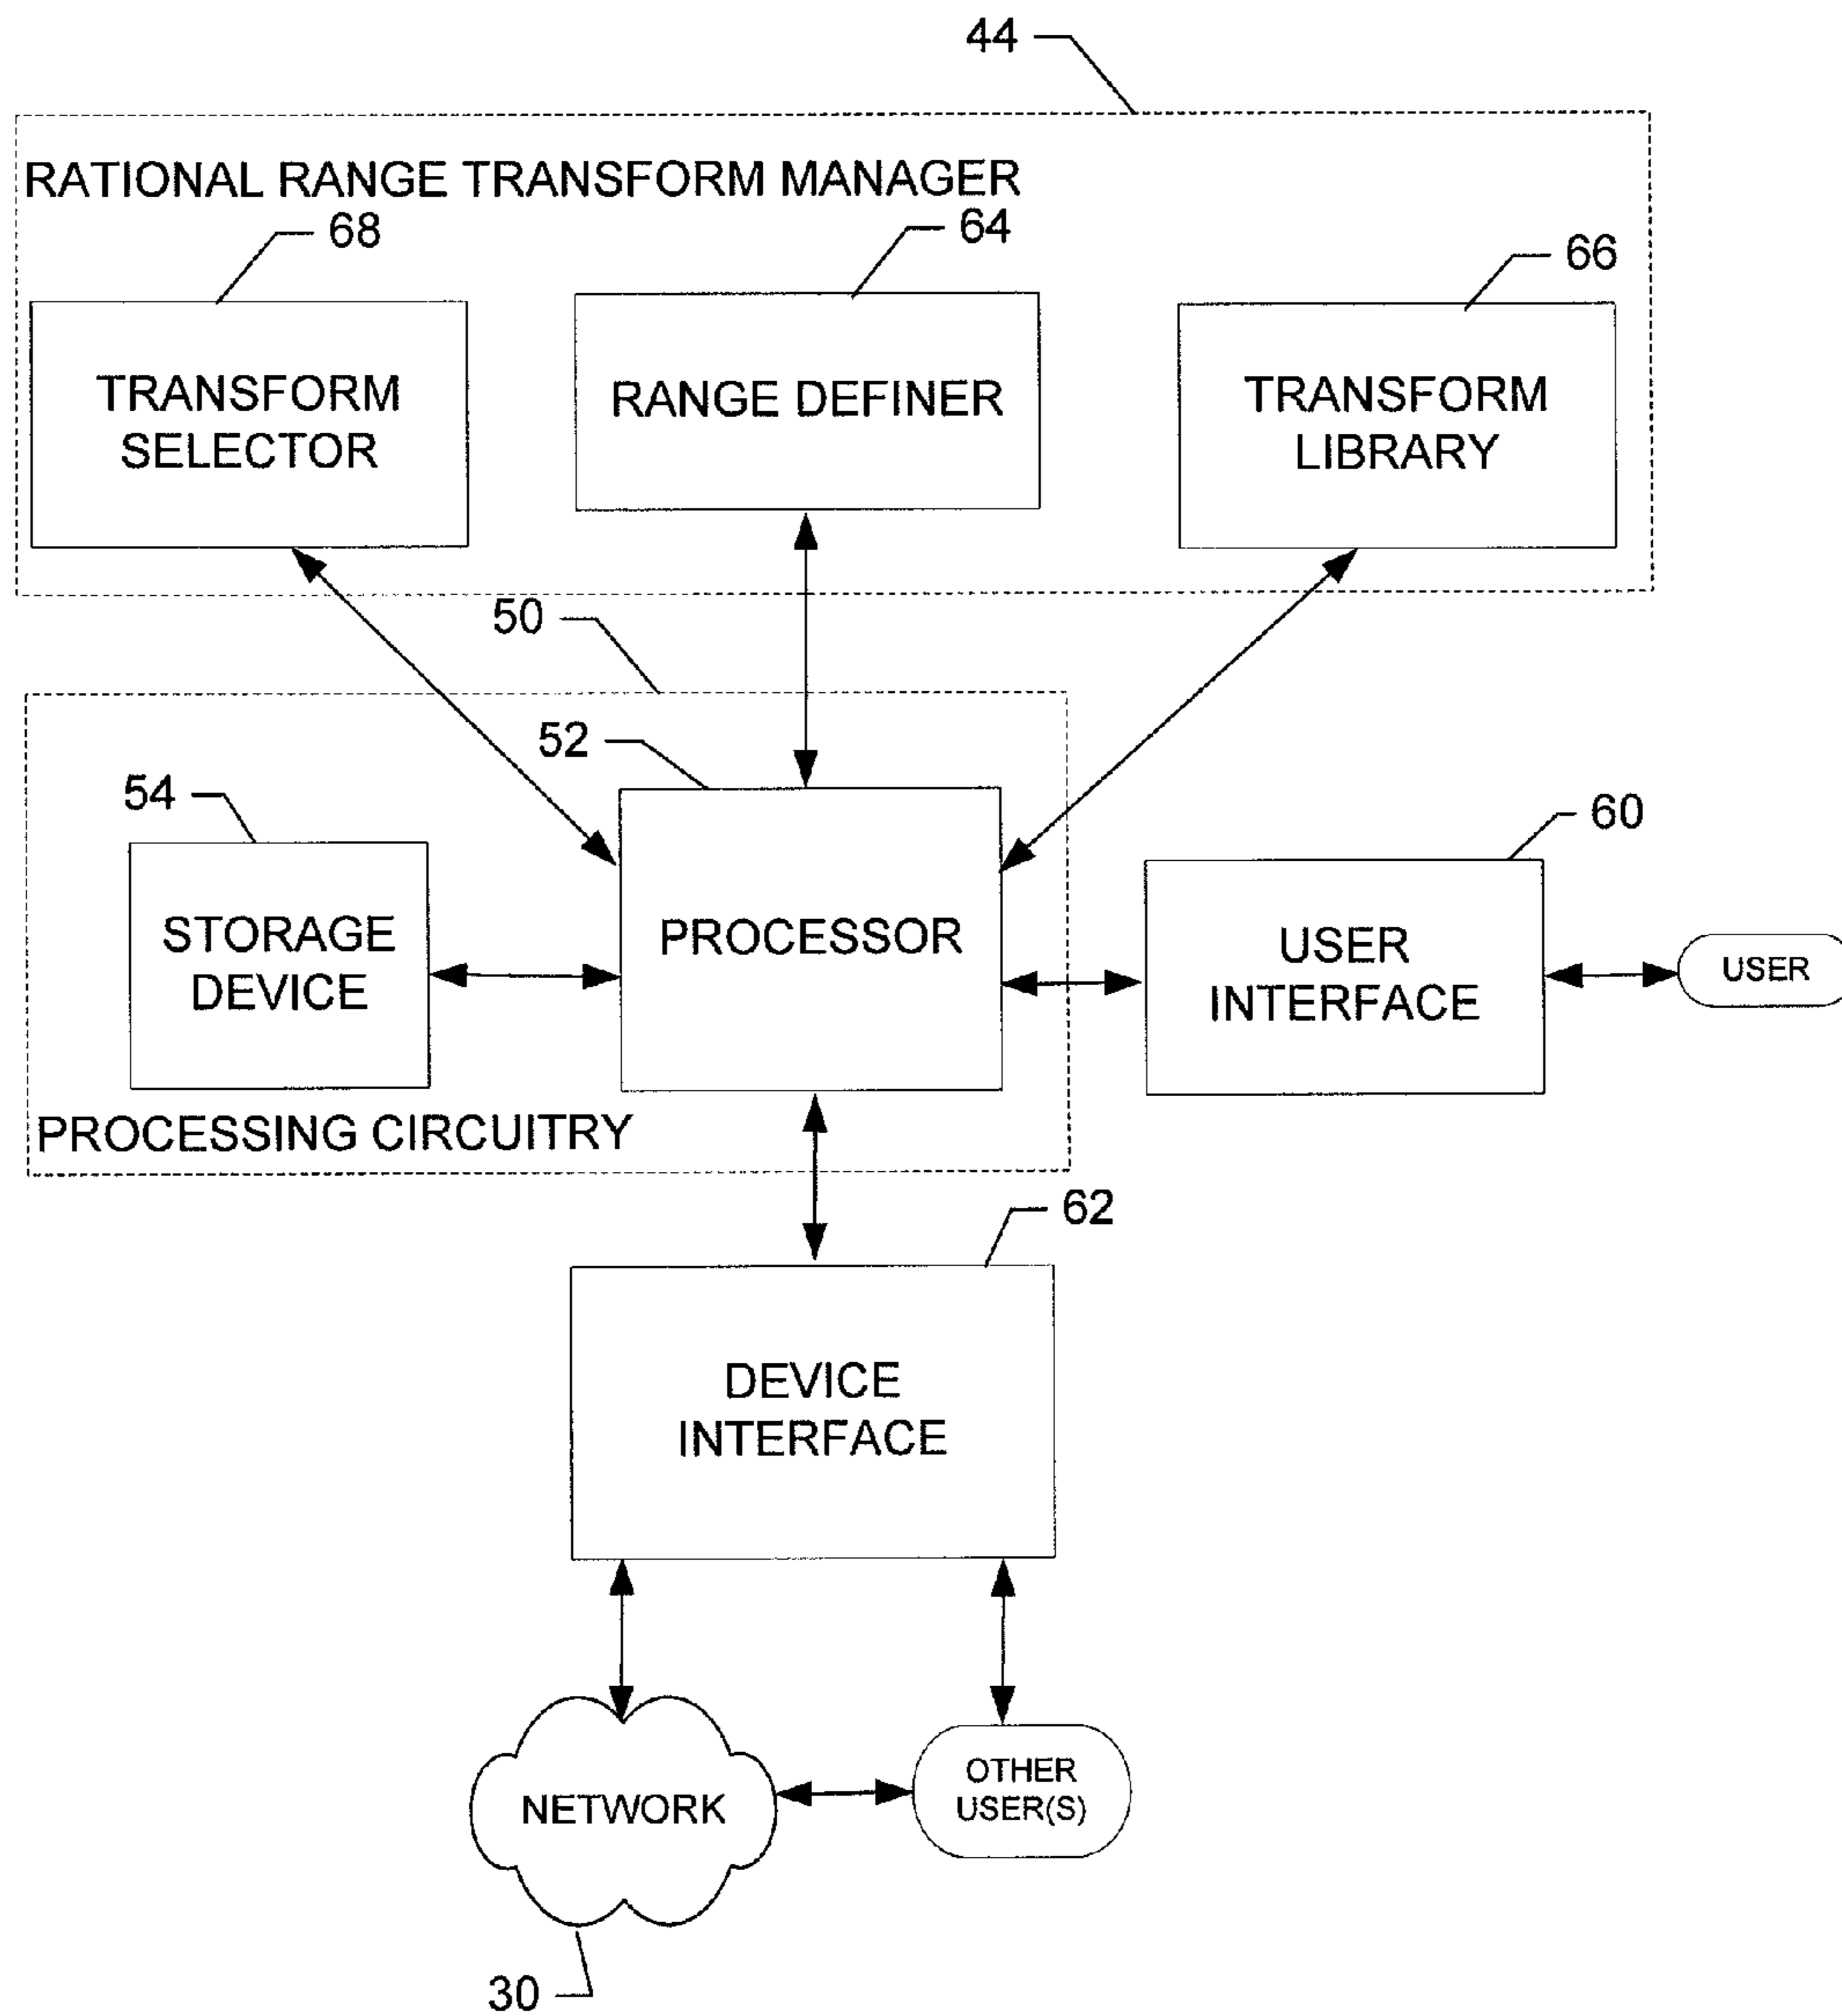 44
RATIONAL RANGE TRANSFORM MANAGER
68
64
66
TRANSFORM
SELECTOR
RANGE DEFINER
TRANSFORM
LIBRARY
50
52
54
60
STORAGE
DEVICE
PROCESSOR
USER
INTERFACE
USER
PROCESSING CIRCUITRY
62
DEVICE
INTERFACE
NETWORK
OTHER
USER(S)
30